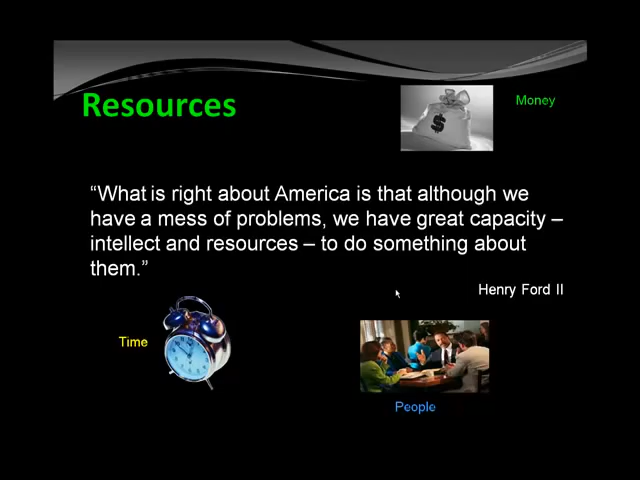 Resources
$
Money
“What is right about America is that although we
have a mess of problems, we have great capacity –
intellect and resources – to do something about
them.”
Henry Ford II
Time
People